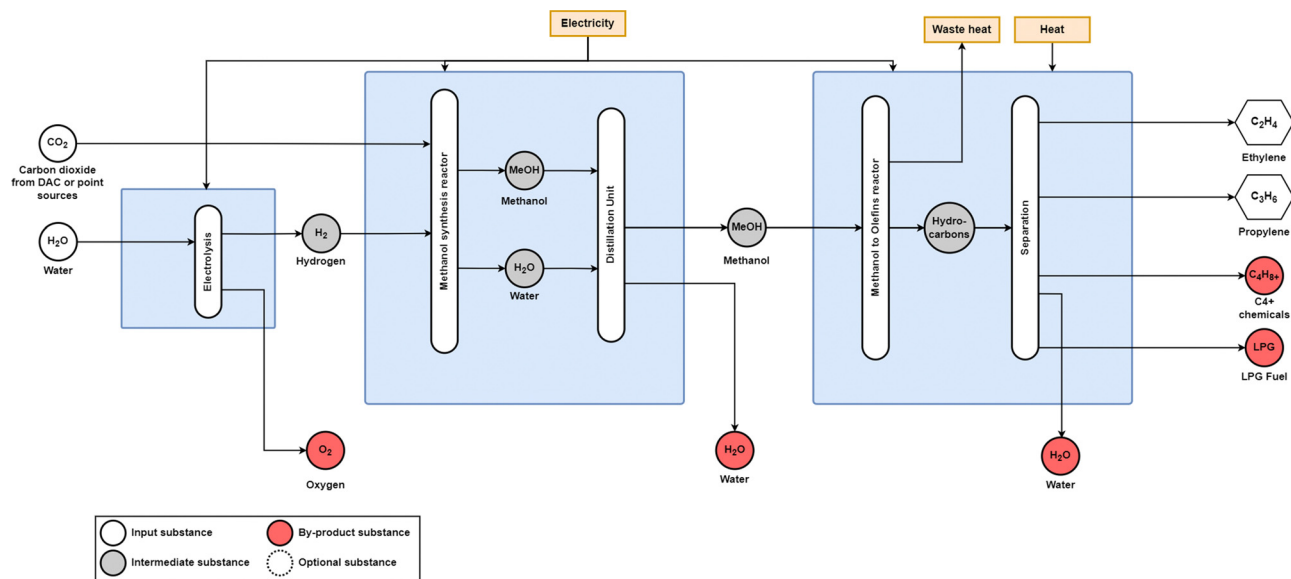 Electricity
Waste heat
Heat
CO₂
Carbon dioxide
from DAC or point
sources
H₂O
Water
Electrolysis
H₂
Hydrogen
O₂
Oxygen
Methanol synthesis reactor
MeOH
Methanol
H₂O
Water
Distillation Unit
MeOH
Methanol
H₂O
Water
Methanol to Olefins reactor
Hydro-
carbons
Separation
C₂H₄
Ethylene
C₃H₆
Propylene
C₄H₈₊
C4+
chemicals
LPG
LPG Fuel
H₂O
Water
Input substance
By-product substance
Intermediate substance
Optional substance